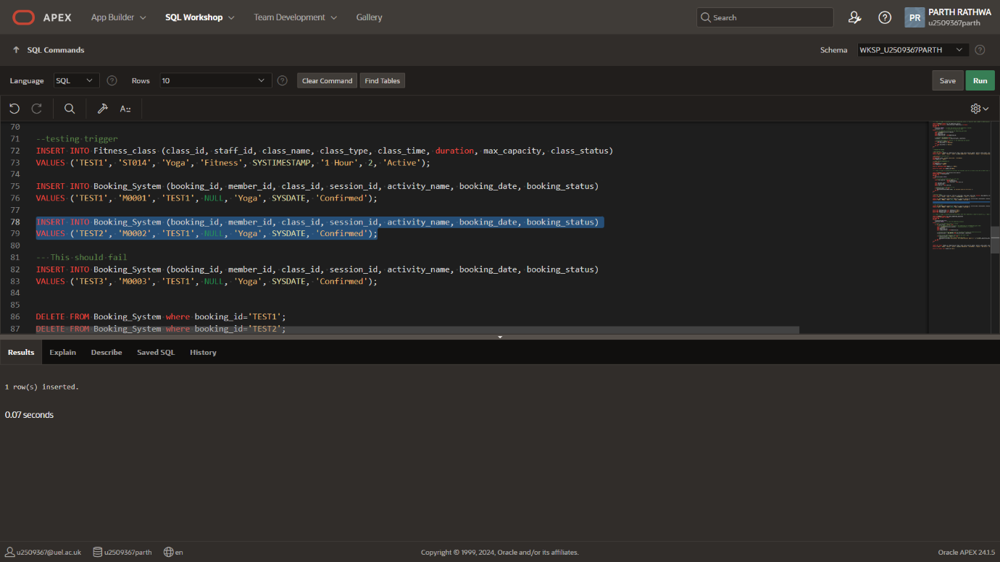 APEX App Builder SQL Workshop Team Development Gallery Search PR PARTH RATHWA
u2509367parth
SQL Commands Schema WKSP_U2509367PARTH
Language SQL Rows 10 Clear Command Find Tables Save Run
70
71 --testing trigger
72 INSERT INTO Fitness_class (class_id, staff_id, class_name, class_type, class_time, duration, max_capacity, class_status)
73 VALUES ('TEST1', 'ST014', 'Yoga', 'Fitness', SYSTIMESTAMP, '1 Hour', 2, 'Active');
74
75 INSERT INTO Booking_System (booking_id, member_id, class_id, session_id, activity_name, booking_date, booking_status)
76 VALUES ('TEST1', 'M0001', 'TEST1', NULL, 'Yoga', SYSDATE, 'Confirmed');
77
78 INSERT INTO Booking_System (booking_id, member_id, class_id, session_id, activity_name, booking_date, booking_status)
79 VALUES ('TEST2', 'M0002', 'TEST1', NULL, 'Yoga', SYSDATE, 'Confirmed');
80
81 -- This should fail
82 INSERT INTO Booking_System (booking_id, member_id, class_id, session_id, activity_name, booking_date, booking_status)
83 VALUES ('TEST3', 'M0003', 'TEST1', NULL, 'Yoga', SYSDATE, 'Confirmed');
84
85
86 DELETE FROM Booking_System where booking_id='TEST1';
87 DELETE FROM Booking_System where booking_id='TEST2';
Results Explain Describe Saved SQL History
1 row(s) inserted.
0.07 seconds
u2509367@uel.ac.uk u2509367parth en Copyright © 1999, 2024, Oracle and/or its affiliates. Oracle APEX 24.1.5